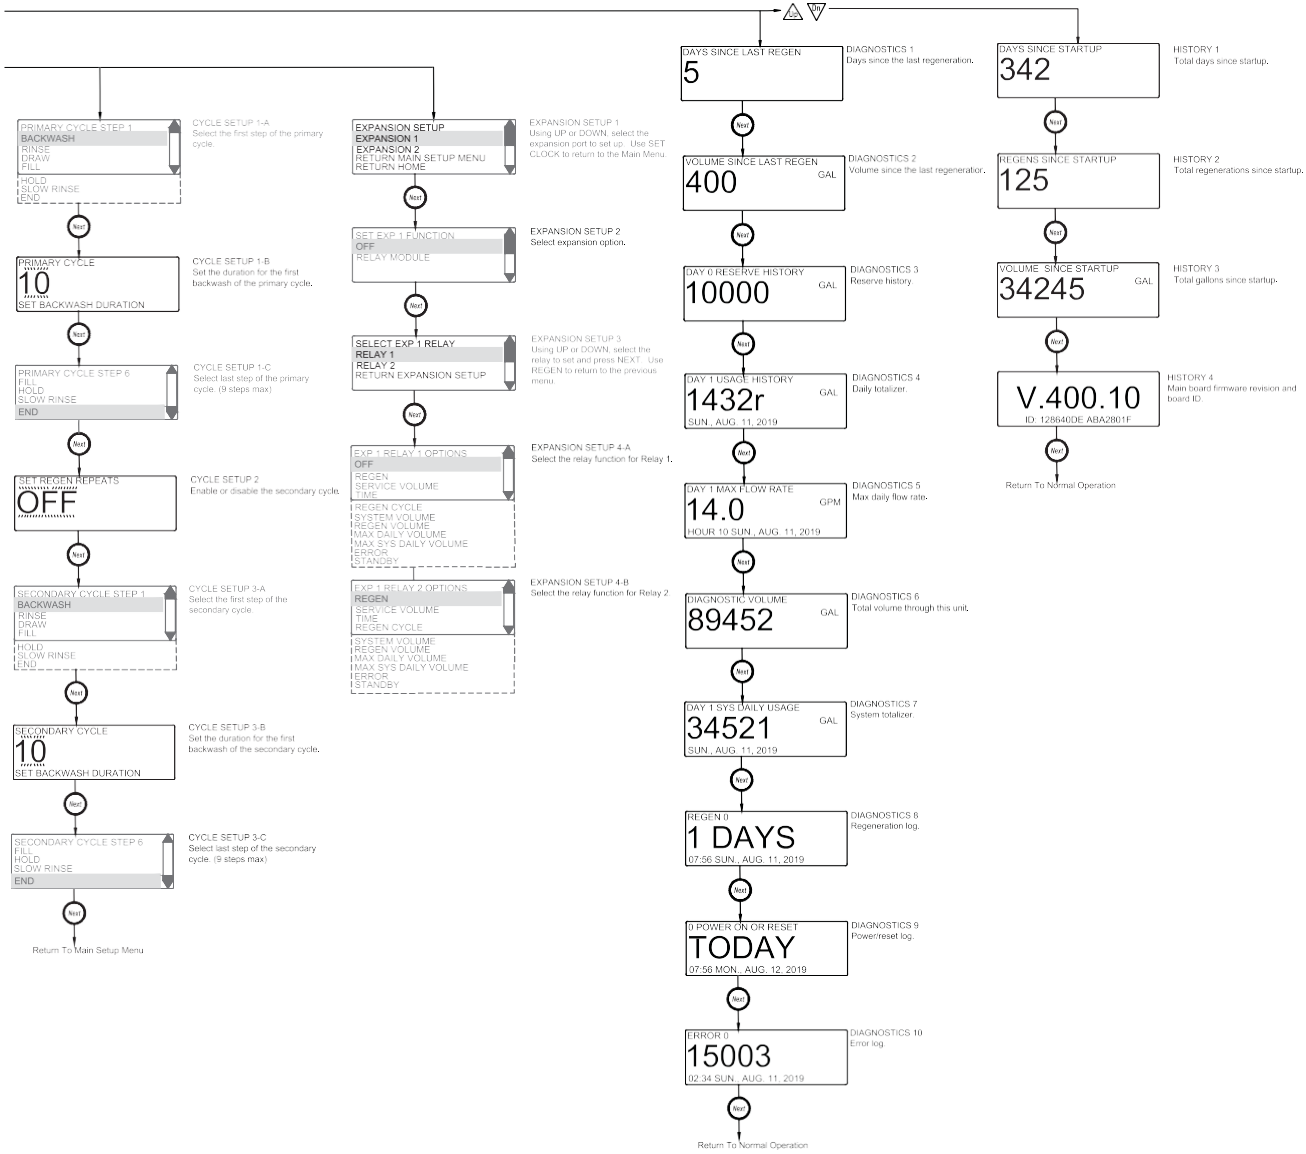 Up
Dn
PRIMARY CYCLE STEP 1
BACKWASH
RINSE
DRAW
FILL
HOLD
SLOW RINSE
END
CYCLE SETUP 1-A
Select the first step of the primary
cycle.
Next
PRIMARY CYCLE
10
SET BACKWASH DURATION
CYCLE SETUP 1-B
Set the duration for the first
backwash of the primary cycle.
Next
PRIMARY CYCLE STEP 6
FILL
HOLD
SLOW RINSE
END
CYCLE SETUP 1-C
Select last step of the primary
cycle. (9 steps max)
Next
SET REGEN REPEATS
OFF
CYCLE SETUP 2
Enable or disable the secondary cycle.
Next
SECONDARY CYCLE STEP 1
BACKWASH
RINSE
DRAW
FILL
HOLD
SLOW RINSE
END
CYCLE SETUP 3-A
Select the first step of the
secondary cycle.
Next
SECONDARY CYCLE
10
SET BACKWASH DURATION
CYCLE SETUP 3-B
Set the duration for the first
backwash of the secondary cycle.
Next
SECONDARY CYCLE STEP 6
FILL
HOLD
SLOW RINSE
END
CYCLE SETUP 3-C
Select last step of the secondary
cycle. (9 steps max)
Next
Return To Main Setup Menu
EXPANSION SETUP
EXPANSION 1
EXPANSION 2
RETURN MAIN SETUP MENU
RETURN HOME
EXPANSION SETUP 1
Using UP or DOWN, select the
expansion port to set up. Use SET
CLOCK to return to the Main Menu.
Next
SET EXP 1 FUNCTION
OFF
RELAY MODULE
EXPANSION SETUP 2
Select expansion option.
Next
SELECT EXP 1 RELAY
RELAY 1
RELAY 2
RETURN EXPANSION SETUP
EXPANSION SETUP 3
Using UP or DOWN, select the
relay to set and press NEXT. Use
REGEN to return to the previous
menu.
Next
EXP 1 RELAY 1 OPTIONS
OFF
REGEN
SERVICE VOLUME
TIME
REGEN CYCLE
SYSTEM VOLUME
REGEN VOLUME
MAX DAILY VOLUME
MAX SYS DAILY VOLUME
ERROR
STANDBY
EXPANSION SETUP 4-A
Select the relay function for Relay 1.
EXP 1 RELAY 2 OPTIONS
REGEN
SERVICE VOLUME
TIME
REGEN CYCLE
SYSTEM VOLUME
REGEN VOLUME
MAX DAILY VOLUME
MAX SYS DAILY VOLUME
ERROR
STANDBY
EXPANSION SETUP 4-B
Select the relay function for Relay 2.
DAYS SINCE LAST REGEN
5
DIAGNOSTICS 1
Days since the last regeneration.
Next
VOLUME SINCE LAST REGEN
400 GAL
DIAGNOSTICS 2
Volume since the last regeneration.
Next
DAY 0 RESERVE HISTORY
10000 GAL
DIAGNOSTICS 3
Reserve history.
Next
DAY 1 USAGE HISTORY
1432r GAL
SUN., AUG. 11, 2019
DIAGNOSTICS 4
Daily totalizer.
Next
DAY 1 MAX FLOW RATE
14.0 GPM
HOUR 10 SUN., AUG. 11, 2019
DIAGNOSTICS 5
Max daily flow rate.
Next
DIAGNOSTIC VOLUME
89452 GAL
DIAGNOSTICS 6
Total volume through this unit.
Next
DAY 1 SYS DAILY USAGE
34521 GAL
SUN., AUG. 11, 2019
DIAGNOSTICS 7
System totalizer.
Next
REGEN 0
1 DAYS
07:56 SUN., AUG. 11, 2019
DIAGNOSTICS 8
Regeneration log.
Next
0 POWER ON OR RESET
TODAY
07:56 MON., AUG. 12, 2019
DIAGNOSTICS 9
Power/reset log.
Next
ERROR 0
15003
02:34 SUN., AUG. 11, 2019
DIAGNOSTICS 10
Error log.
Next
Return To Normal Operation
DAYS SINCE STARTUP
342
HISTORY 1
Total days since startup.
Next
REGENS SINCE STARTUP
125
HISTORY 2
Total regenerations since startup.
Next
VOLUME SINCE STARTUP
34245 GAL
HISTORY 3
Total gallons since startup.
Next
V.400.10
ID: 128640DE ABA2801F
HISTORY 4
Main board firmware revision and
board ID.
Next
Return To Normal Operation